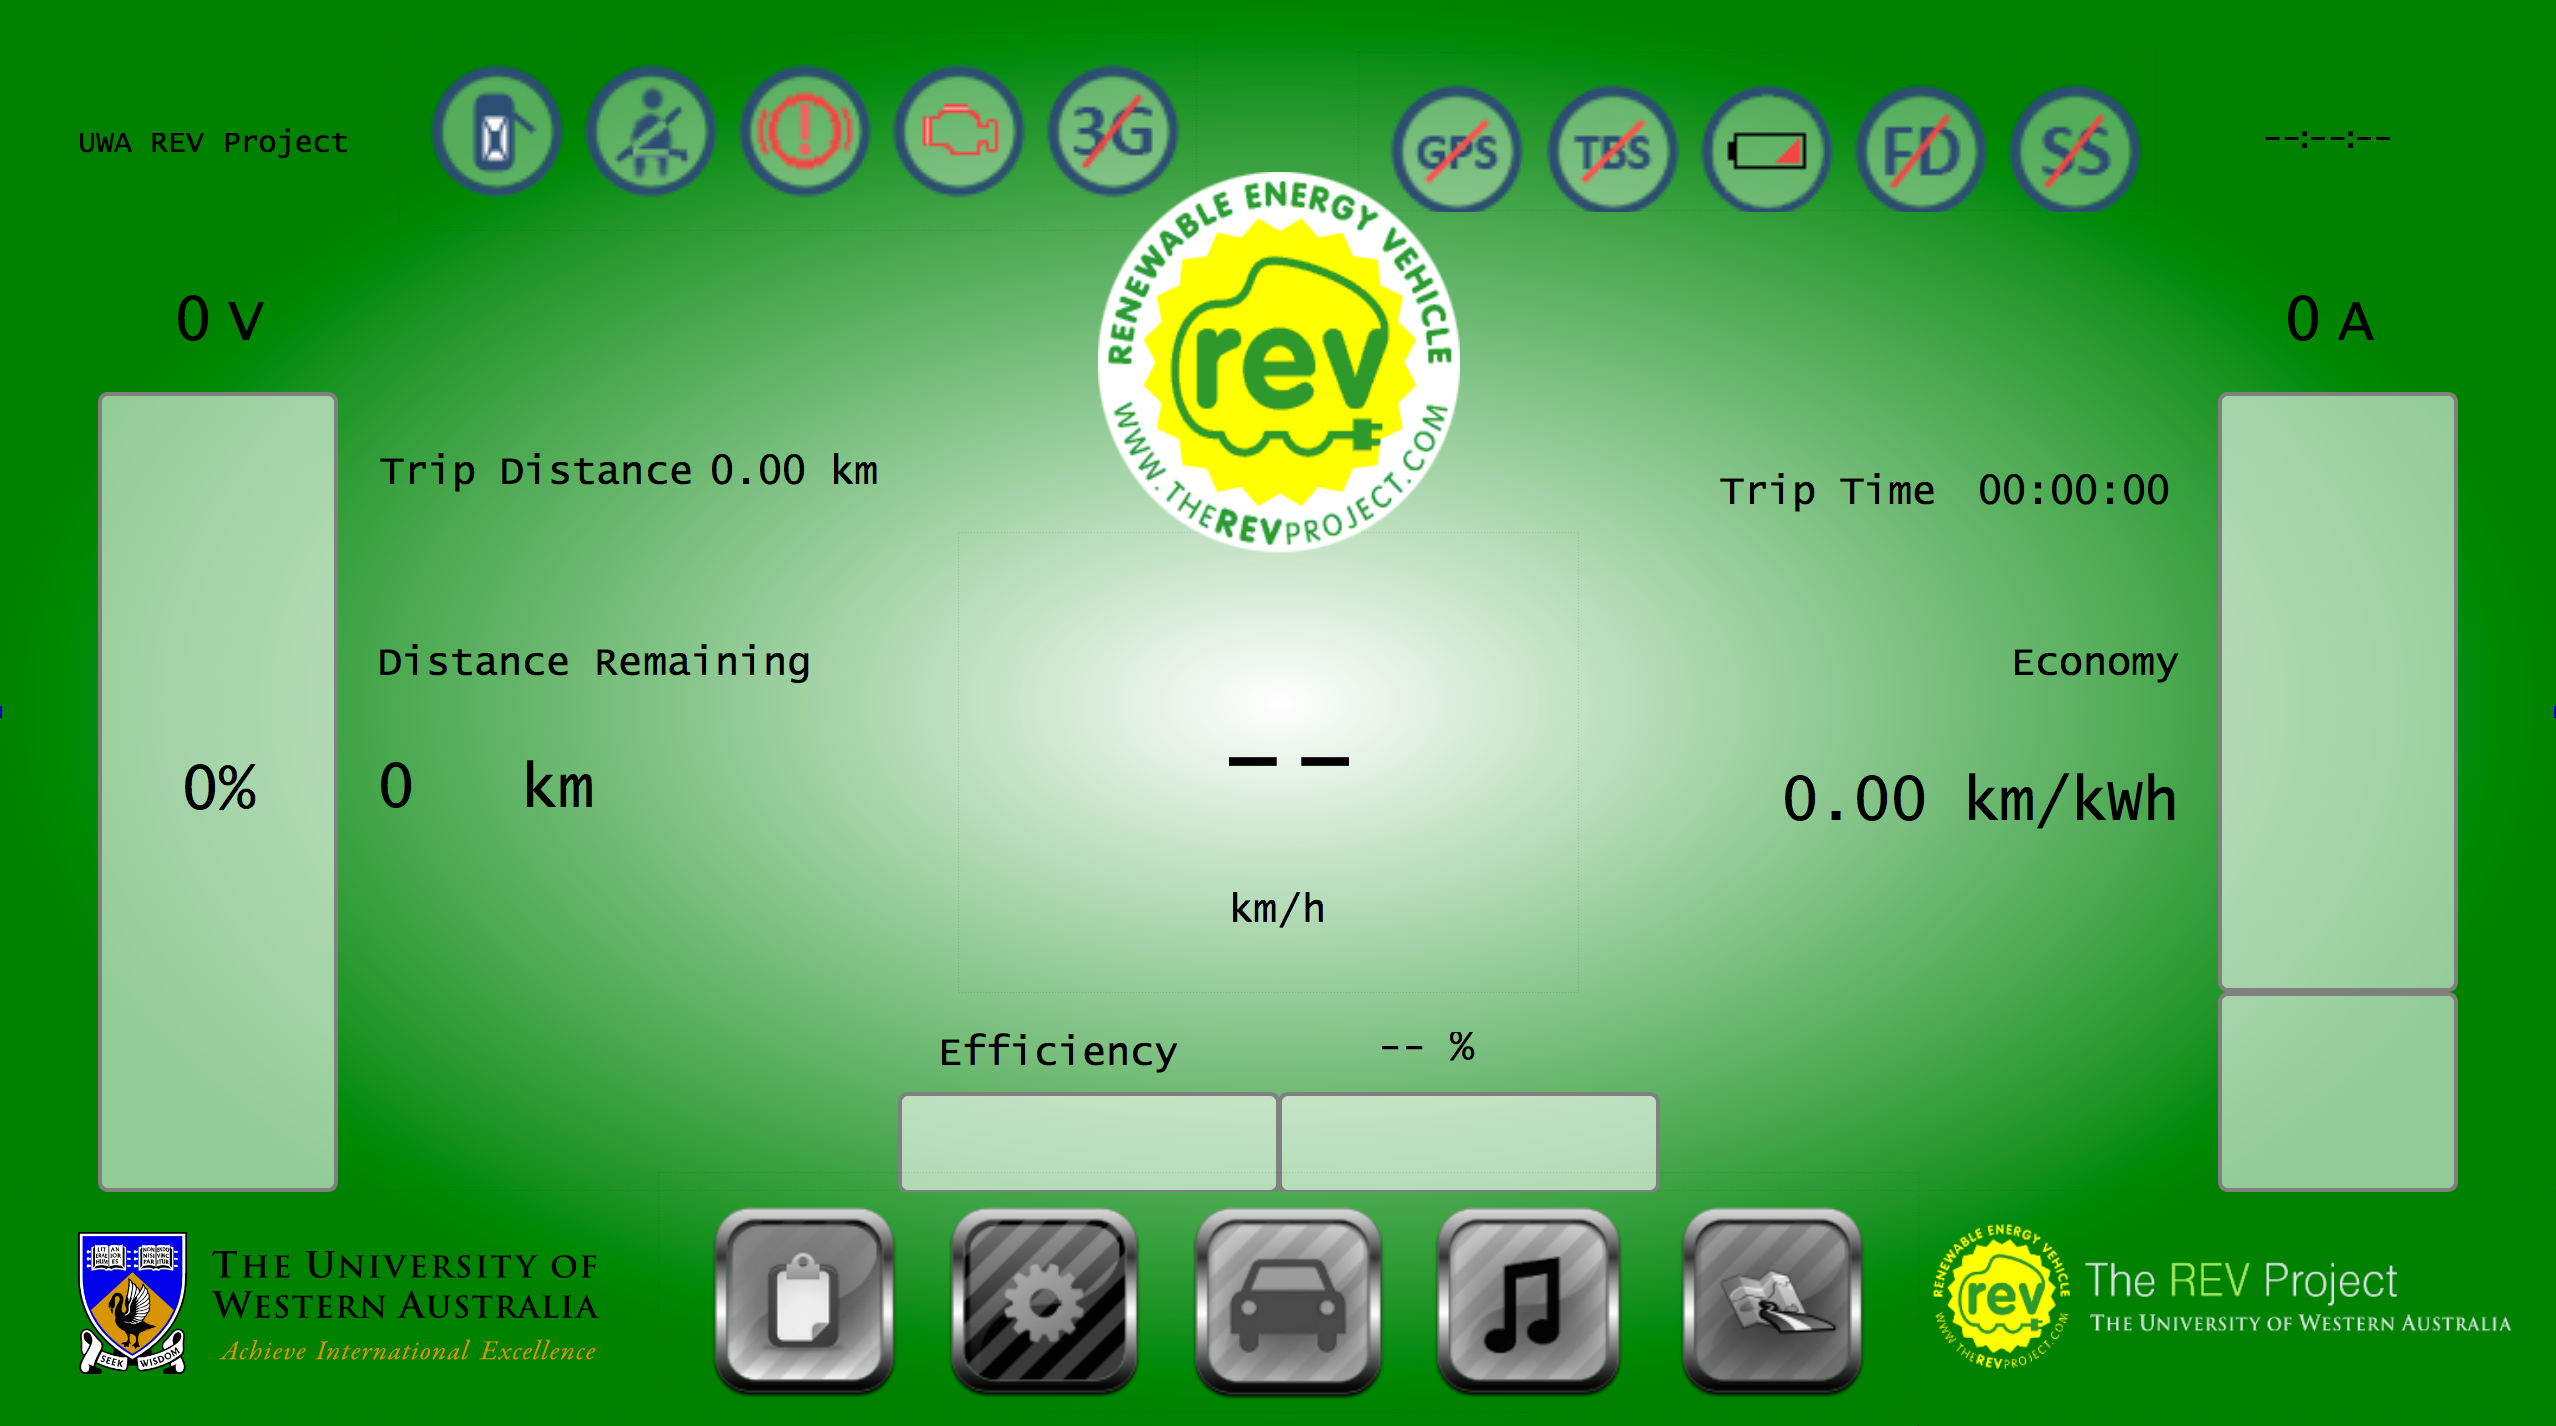 UWA REV Project
3G
GPS
TBS
FD
SS
--:--:--
RENEWABLE ENERGY VEHICLE
rev
WWW.THEREVPROJECT.COM
0 V
0 A
Trip Distance 0.00 km
Trip Time 00:00:00
Distance Remaining
Economy
0%
0 km
--
0.00 km/kWh
km/h
Efficiency -- %
SEEK WISDOM
THE UNIVERSITY OF
WESTERN AUSTRALIA
Achieve International Excellence
RENEWABLE ENERGY VEHICLE
rev
WWW.THEREVPROJECT.COM
The REV Project
THE UNIVERSITY OF WESTERN AUSTRALIA